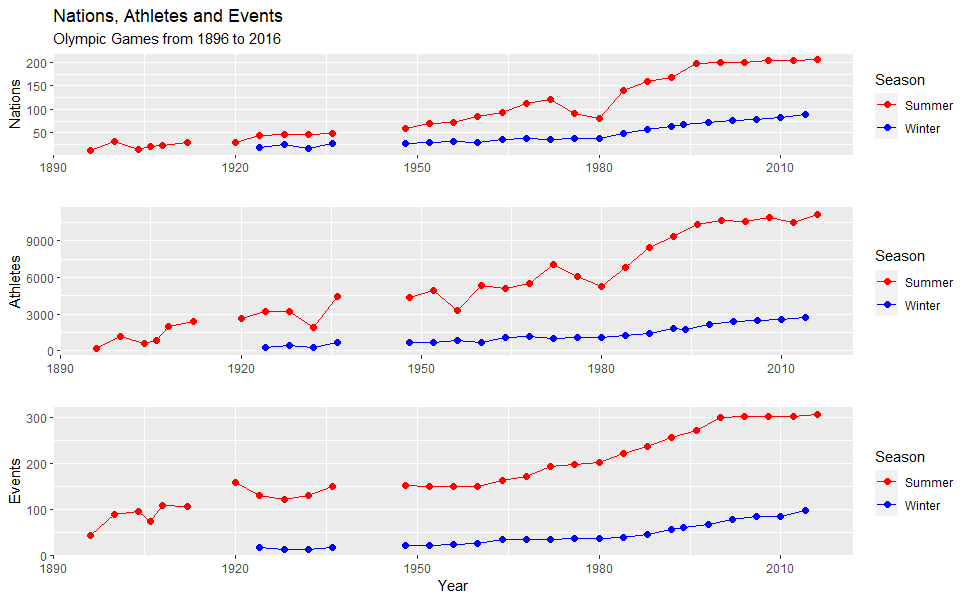 Nations, Athletes and Events
Olympic Games from 1896 to 2016
Nations
200
150
100
50
1890 1920 1950 1980 2010
Season
Summer
Winter
Athletes
9000
6000
3000
0
1890 1920 1950 1980 2010
Season
Summer
Winter
Events
300
200
100
0
1890 1920 1950 1980 2010
Year
Season
Summer
Winter